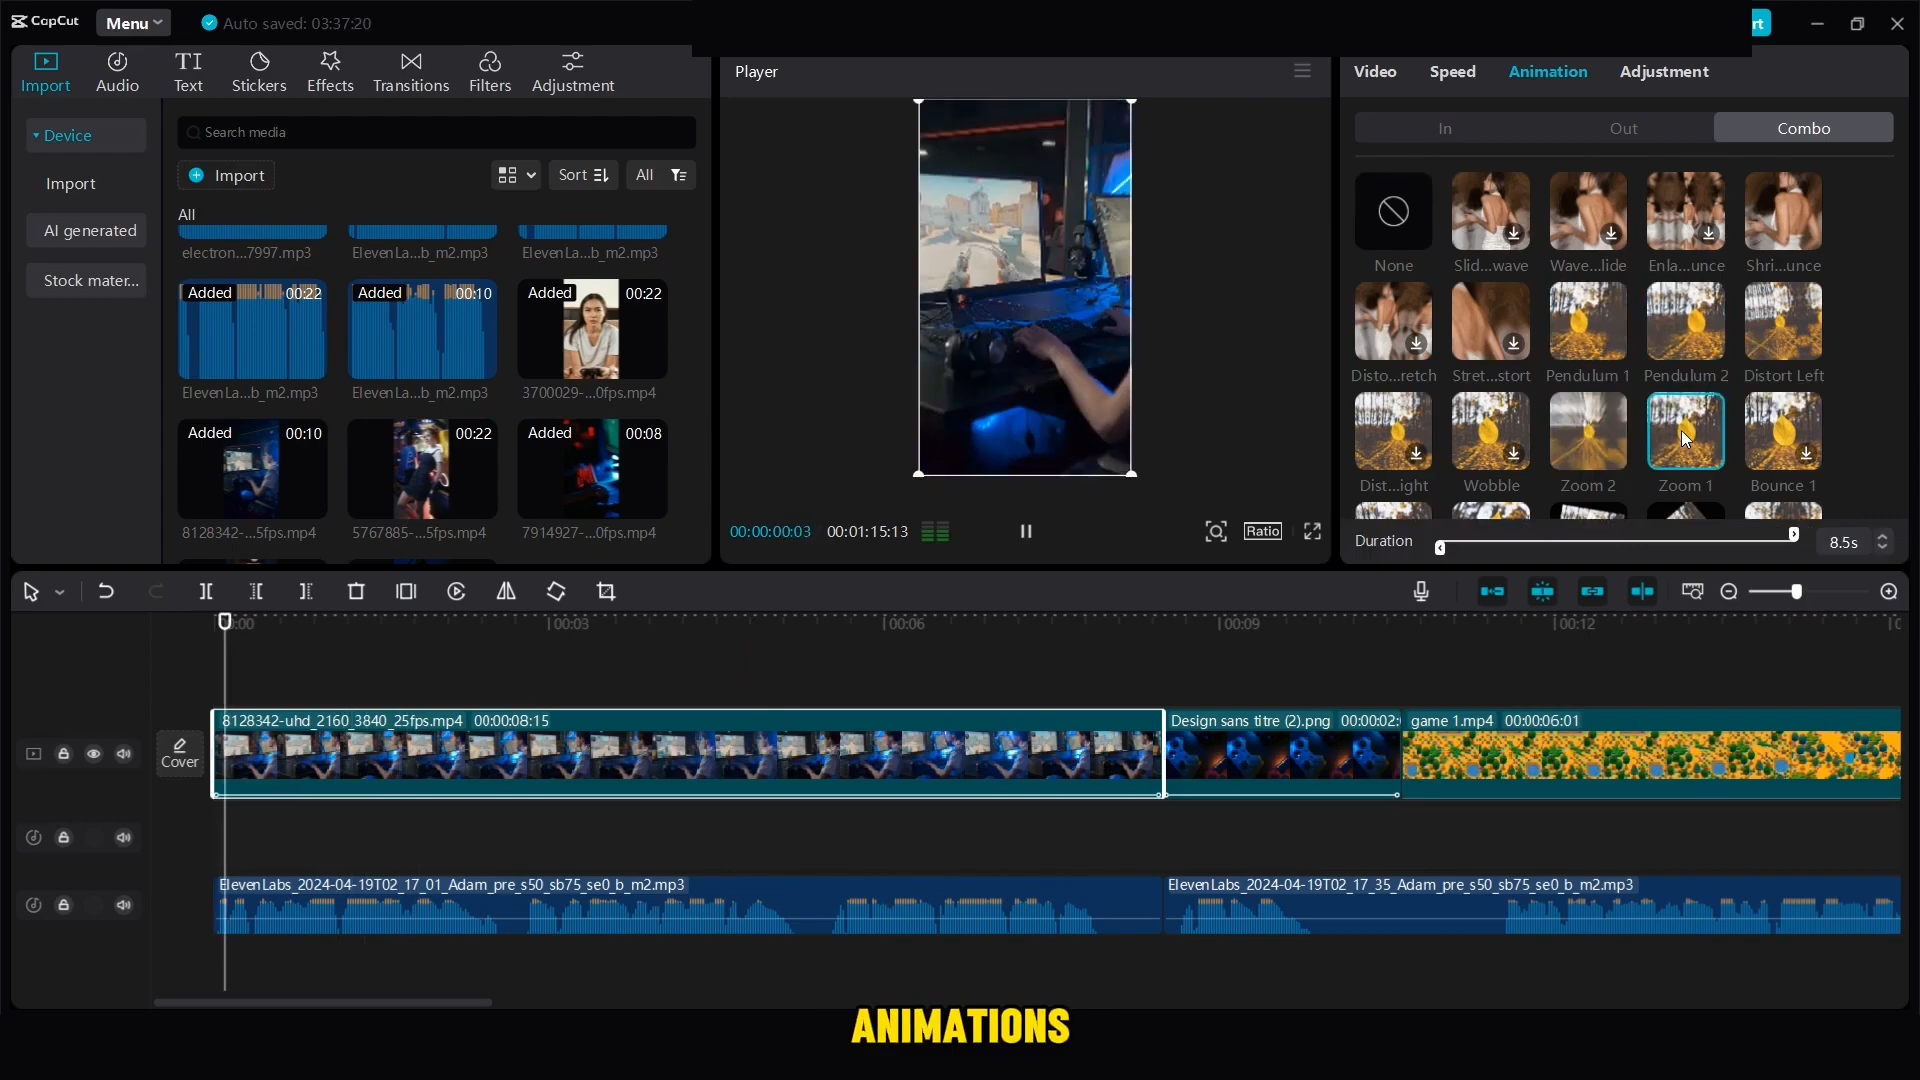 CapCut
Menu
Auto saved: 03:37:20
rt
Import
Audio
Text
Stickers
Effects
Transitions
Filters
Adjustment
Device
Import
AI generated
Stock mater...
Search media
Import
Sort
All
All
electron...7997.mp3
ElevenLa...b_m2.mp3
ElevenLa...b_m2.mp3
Added 00:22
Added 00:10
Added 00:22
ElevenLa...b_m2.mp3
ElevenLa...b_m2.mp3
3700029-...0fps.mp4
Added 00:10
00:22
Added 00:08
8128342-...5fps.mp4
5767885-...5fps.mp4
7914927-...0fps.mp4
Player
00:00:00:03
00:01:15:13
Ratio
Video
Speed
Animation
Adjustment
In
Out
Combo
None
Slid...wave
Wave...lide
Enla...unce
Shri...unce
Disto...retch
Stret...stort
Pendulum 1
Pendulum 2
Distort Left
Dist...ight
Wobble
Zoom 2
Zoom 1
Bounce 1
Duration
8.5s
:00
00:03
00:06
00:09
00:12
Cover
8128342-uhd_2160_3840_25fps.mp4 00:00:08:15
Design sans titre (2).png 00:00:02:
game 1.mp4 00:00:06:01
ElevenLabs_2024-04-19T02_17_01_Adam_pre_s50_sb75_se0_b_m2.mp3
ElevenLabs_2024-04-19T02_17_35_Adam_pre_s50_sb75_se0_b_m2.mp3
ANIMATIONS